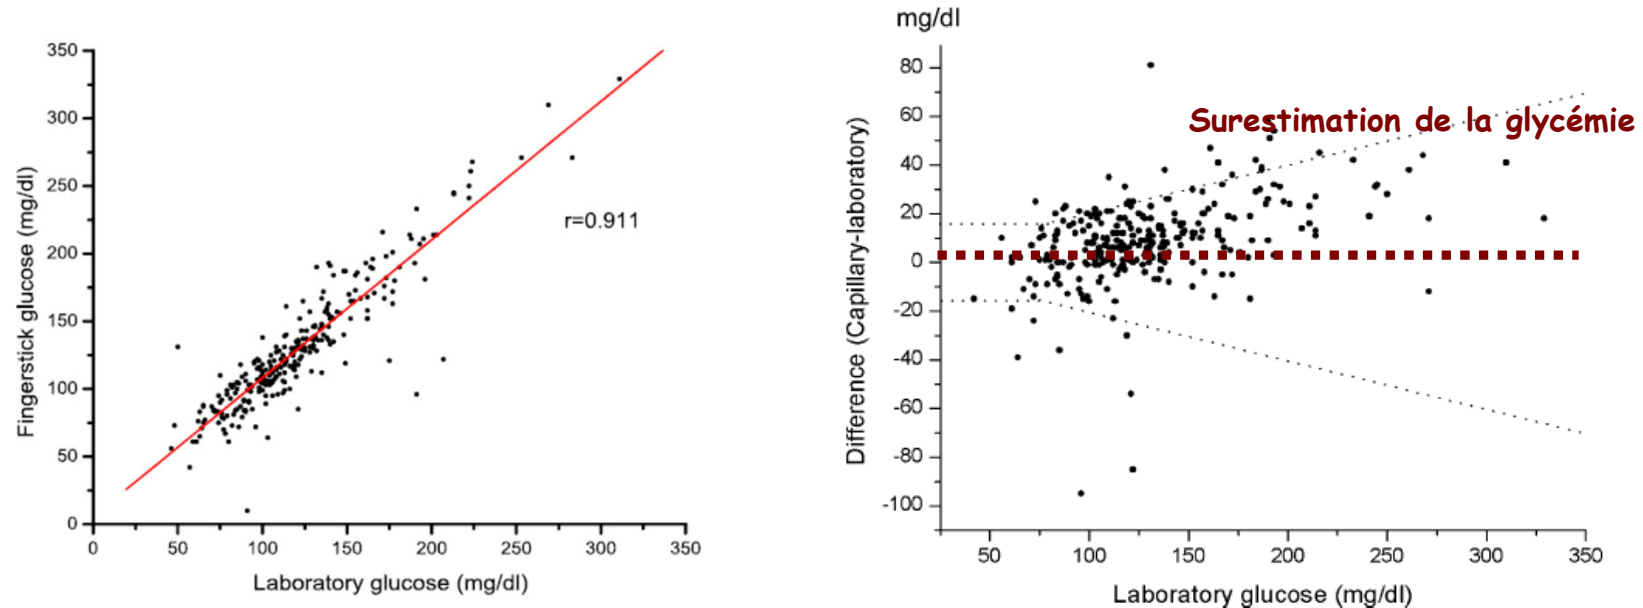 350
300
250
200
150
100
50
0
Fingerstick glucose (mg/dl)
r=0.911
0 50 100 150 200 250 300 350
Laboratory glucose (mg/dl)
mg/dl
80
60
40
20
0
-20
-40
-60
-80
-100
Difference (Capillary-laboratory)
Surestimation de la glycémie
50 100 150 200 250 300 350
Laboratory glucose (mg/dl)